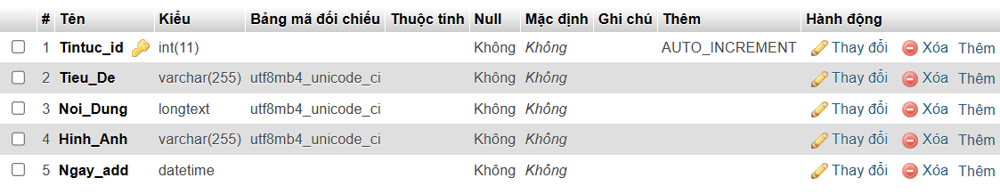 # Tên Kiểu Bảng mã đối chiếu Thuộc tính Null Mặc định Ghi chú Thêm Hành động
1 Tintuc_id int(11) Không Không AUTO_INCREMENT Thay đổi Xóa Thêm
2 Tieu_De varchar(255) utf8mb4_unicode_ci Không Không Thay đổi Xóa Thêm
3 Noi_Dung longtext utf8mb4_unicode_ci Không Không Thay đổi Xóa Thêm
4 Hinh_Anh varchar(255) utf8mb4_unicode_ci Không Không Thay đổi Xóa Thêm
5 Ngay_add datetime Không Không Thay đổi Xóa Thêm